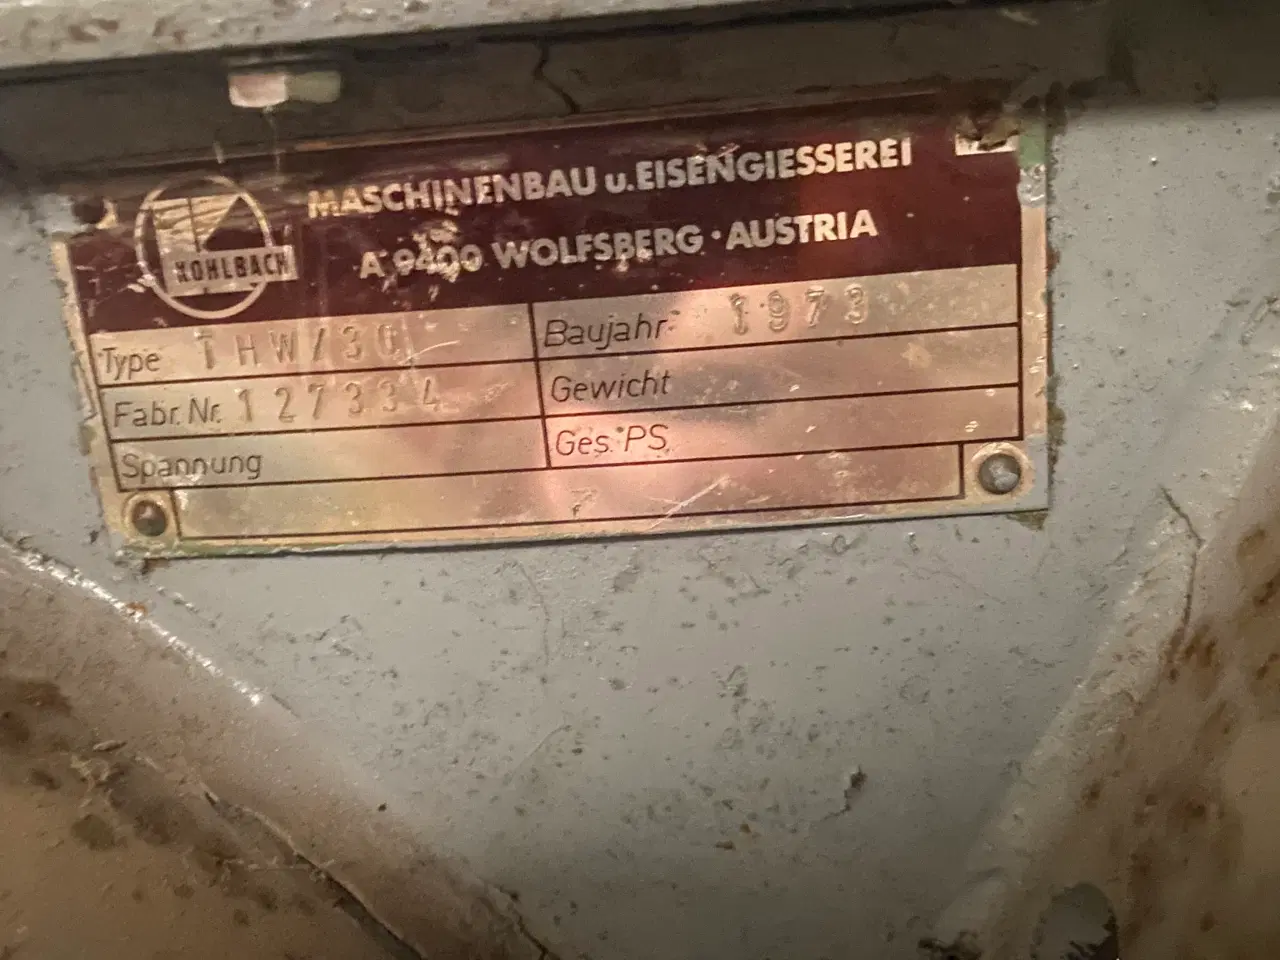 KOHLBACH
MASCHINENBAU u. EISENGIESSEREI
A 9400 WOLFSBERG · AUSTRIA
Type THW/30
Baujahr 1973
Fabr. Nr. 127334
Gewicht
Spannung
Ges. PS